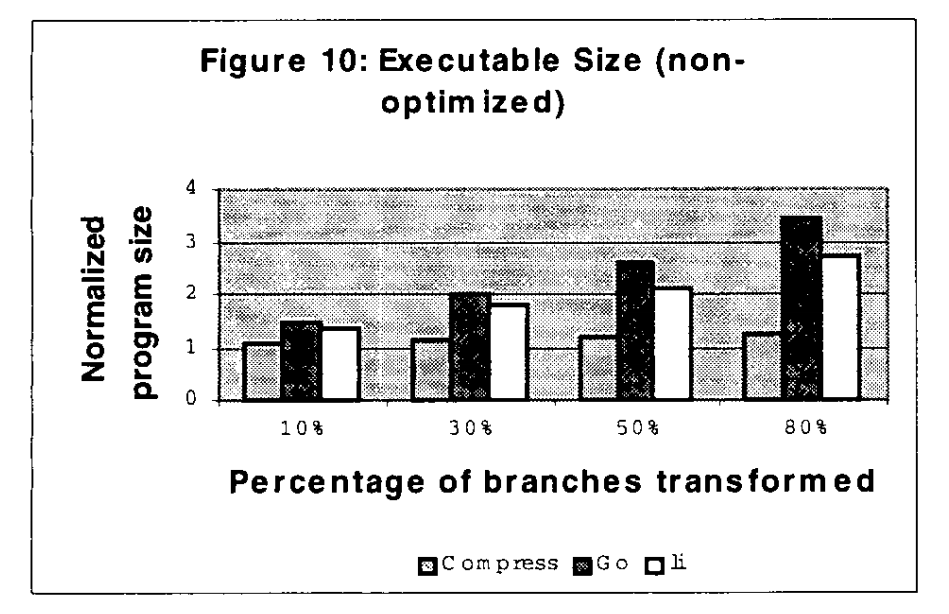 Figure 10: Executable Size (non-
optimized)
Normalized
program size
4
3
2
1
0
10% 30% 50% 80%
Percentage of branches transformed
Compress Go li